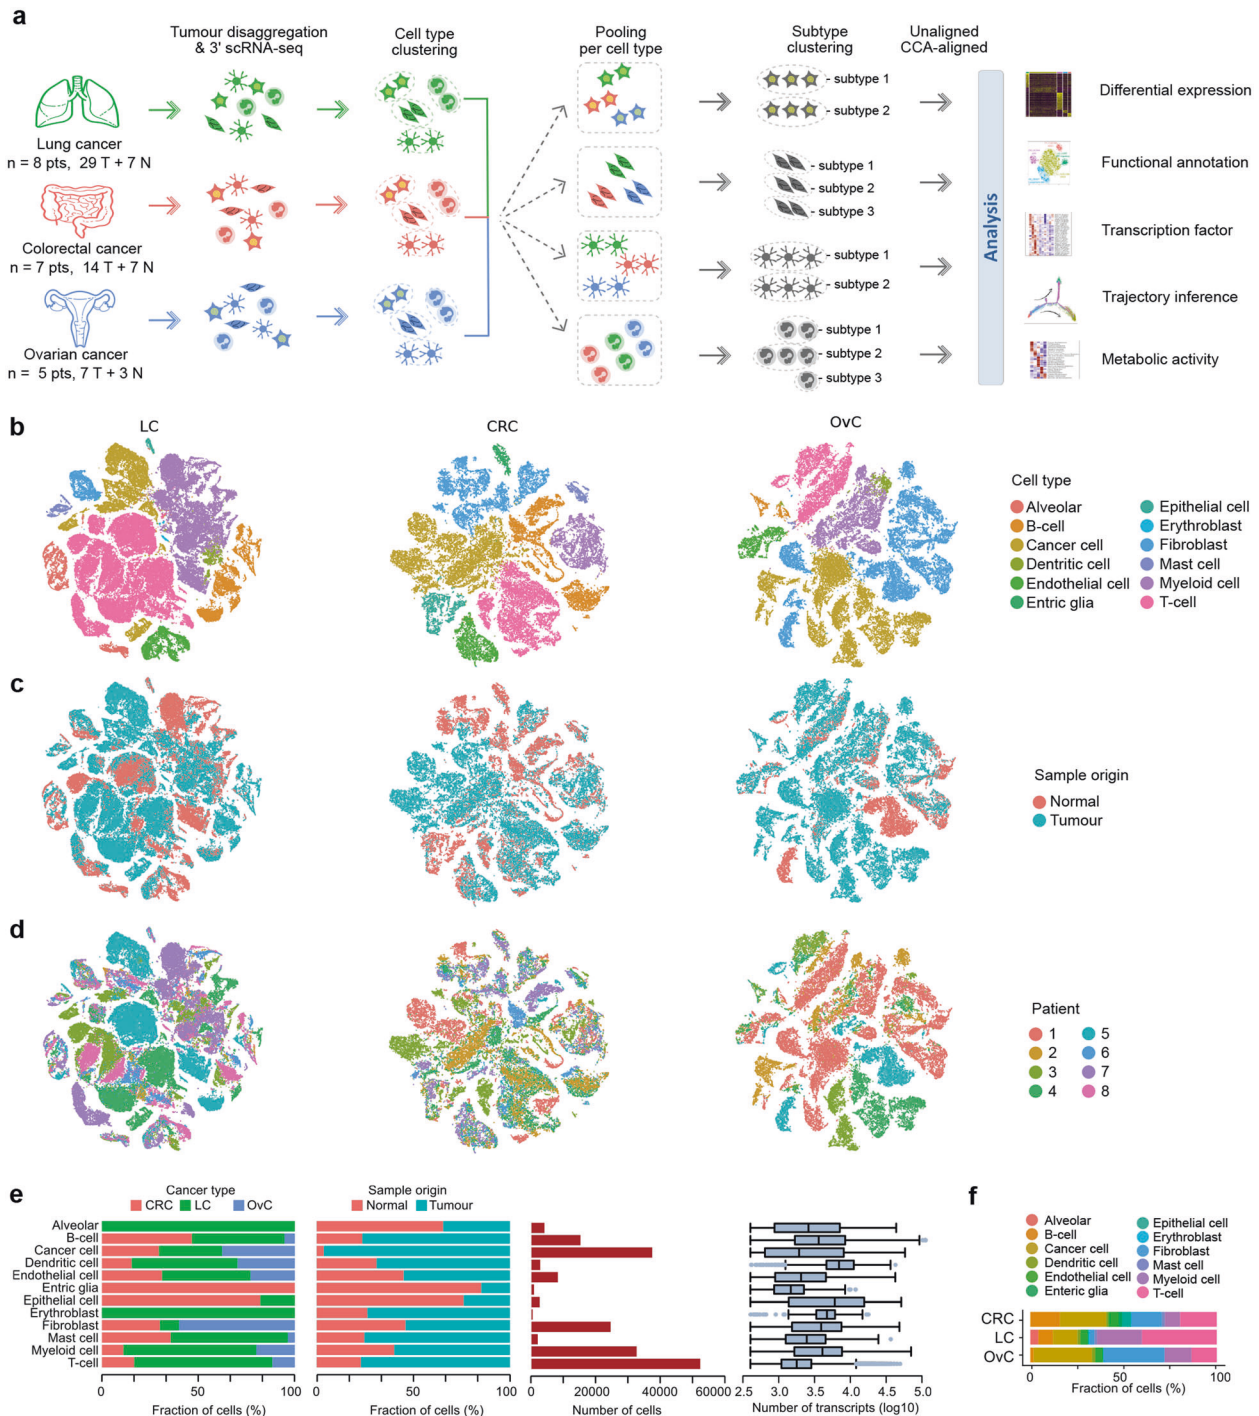 a
Tumour disaggregation
& 3' scRNA-seq
Cell type
clustering
Pooling
per cell type
Subtype
clustering
Unaligned
CCA-aligned
Lung cancer
n = 8 pts, 29 T + 7 N
Colorectal cancer
n = 7 pts, 14 T + 7 N
Ovarian cancer
n = 5 pts, 7 T + 3 N
subtype 1
subtype 2
subtype 1
subtype 2
subtype 3
subtype 1
subtype 2
subtype 1
subtype 2
subtype 3
Analysis
Differential expression
Functional annotation
Transcription factor
Trajectory inference
Metabolic activity
b
LC
CRC
OvC
Cell type
Alveolar
B-cell
Cancer cell
Dentritic cell
Endothelial cell
Entric glia
Epithelial cell
Erythroblast
Fibroblast
Mast cell
Myeloid cell
T-cell
c
Sample origin
Normal
Tumour
d
Patient
1
2
3
4
5
6
7
8
e
Cancer type
CRC LC OvC
Sample origin
Normal Tumour
Alveolar
B-cell
Cancer cell
Dendritic cell
Endothelial cell
Entric glia
Epithelial cell
Erythroblast
Fibroblast
Mast cell
Myeloid cell
T-cell
0 50 100
Fraction of cells (%)
0 50 100
Fraction of cells (%)
0 20000 40000 60000
Number of cells
2.5 3.0 3.5 4.0 4.5 5.0
Number of transcripts (log10)
f
Alveolar
B-cell
Cancer cell
Dendritic cell
Endothelial cell
Enteric glia
Epithelial cell
Erythroblast
Fibroblast
Mast cell
Myeloid cell
T-cell
CRC
LC
OvC
0 50 100
Fraction of cells (%)